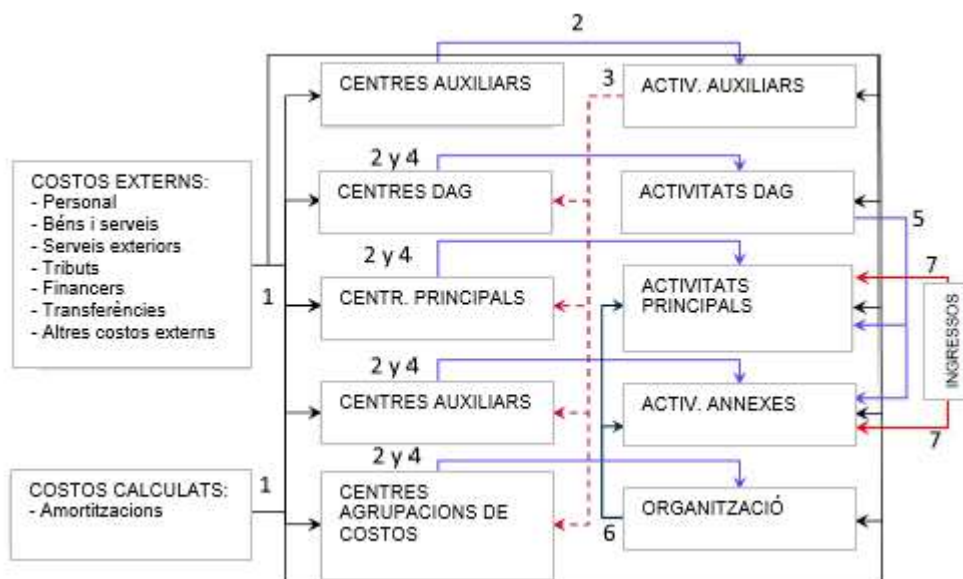 2
CENTRES AUXILIARS
3
ACTIV. AUXILIARS
2 y 4
COSTOS EXTERNS:
- Personal
- Béns i serveis
- Serveis exteriors
- Tributs
- Financers
- Transferències
- Altres costos externs
CENTRES DAG
ACTIVITATS DAG
5
2 y 4
1
CENTR. PRINCIPALS
ACTIVITATS
PRINCIPALS
7
INGRESSOS
2 y 4
CENTRES AUXILIARS
ACTIV. ANNEXES
7
2 y 4
COSTOS CALCULATS:
- Amortitzacions
1
CENTRES
AGRUPACIONS DE
COSTOS
6
ORGANITZACIÓ